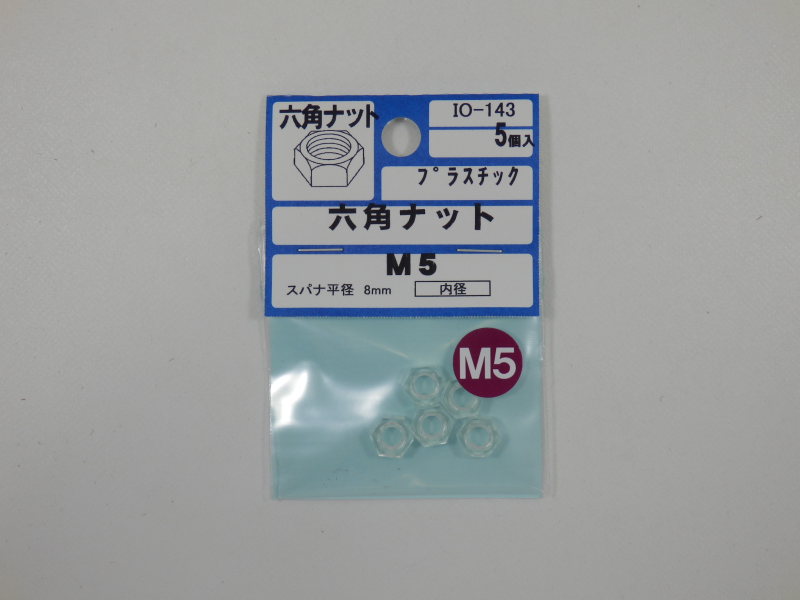 六角ナット
IO-143
5個入
プラスチック
六角ナット
M5
スパナ平径 8mm 内径
M5